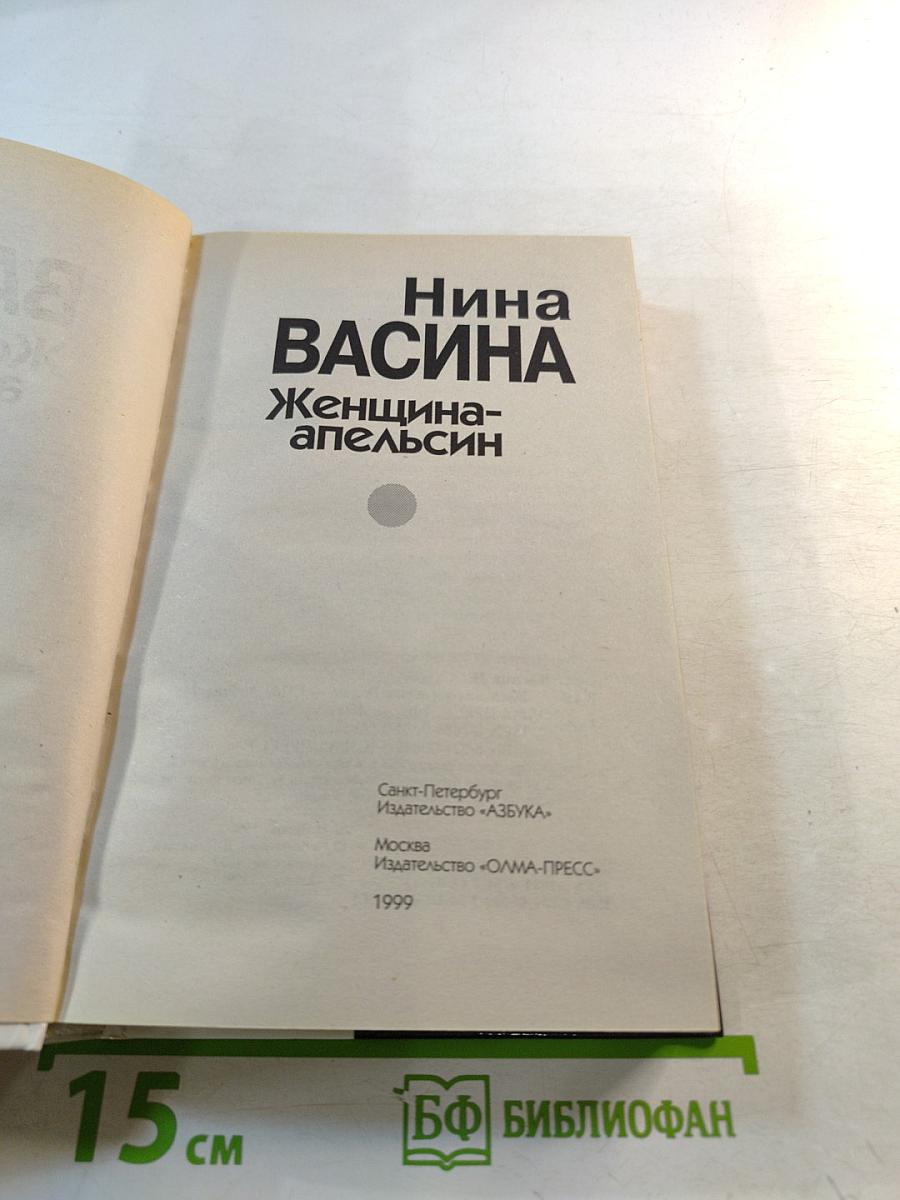 Нина
ВАСИНА
Женщина-
апельсин
Санкт-Петербург
Издательство «АЗБУКА»
Москва
Издательство «ОЛМА-ПРЕСС»
1999
15 см
БФ БИБЛИОФАН